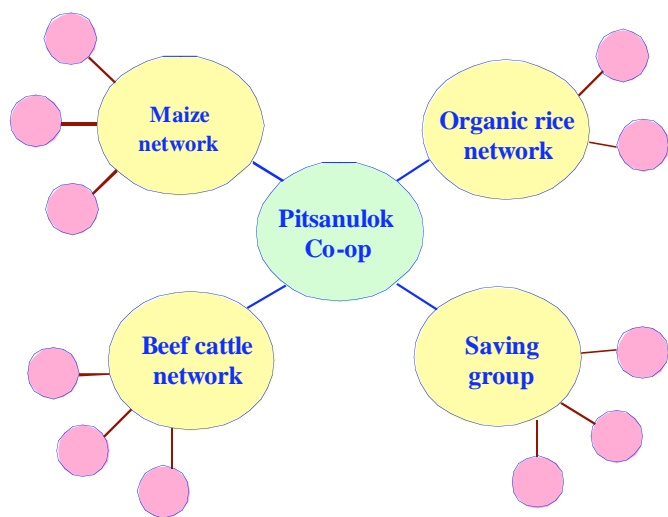 Maize
network
Organic rice
network
Pitsanulok
Co-op
Beef cattle
network
Saving
group